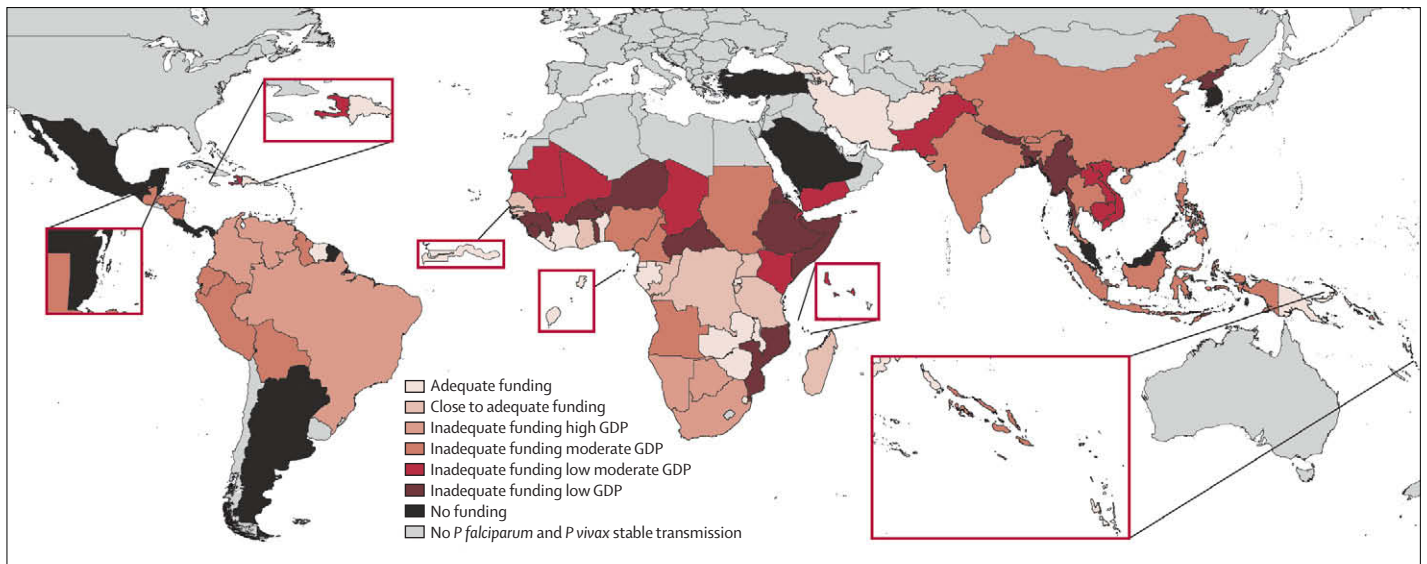 Adequate funding
Close to adequate funding
Inadequate funding high GDP
Inadequate funding moderate GDP
Inadequate funding low moderate GDP
Inadequate funding low GDP
No funding
No P falciparum and P vivax stable transmission